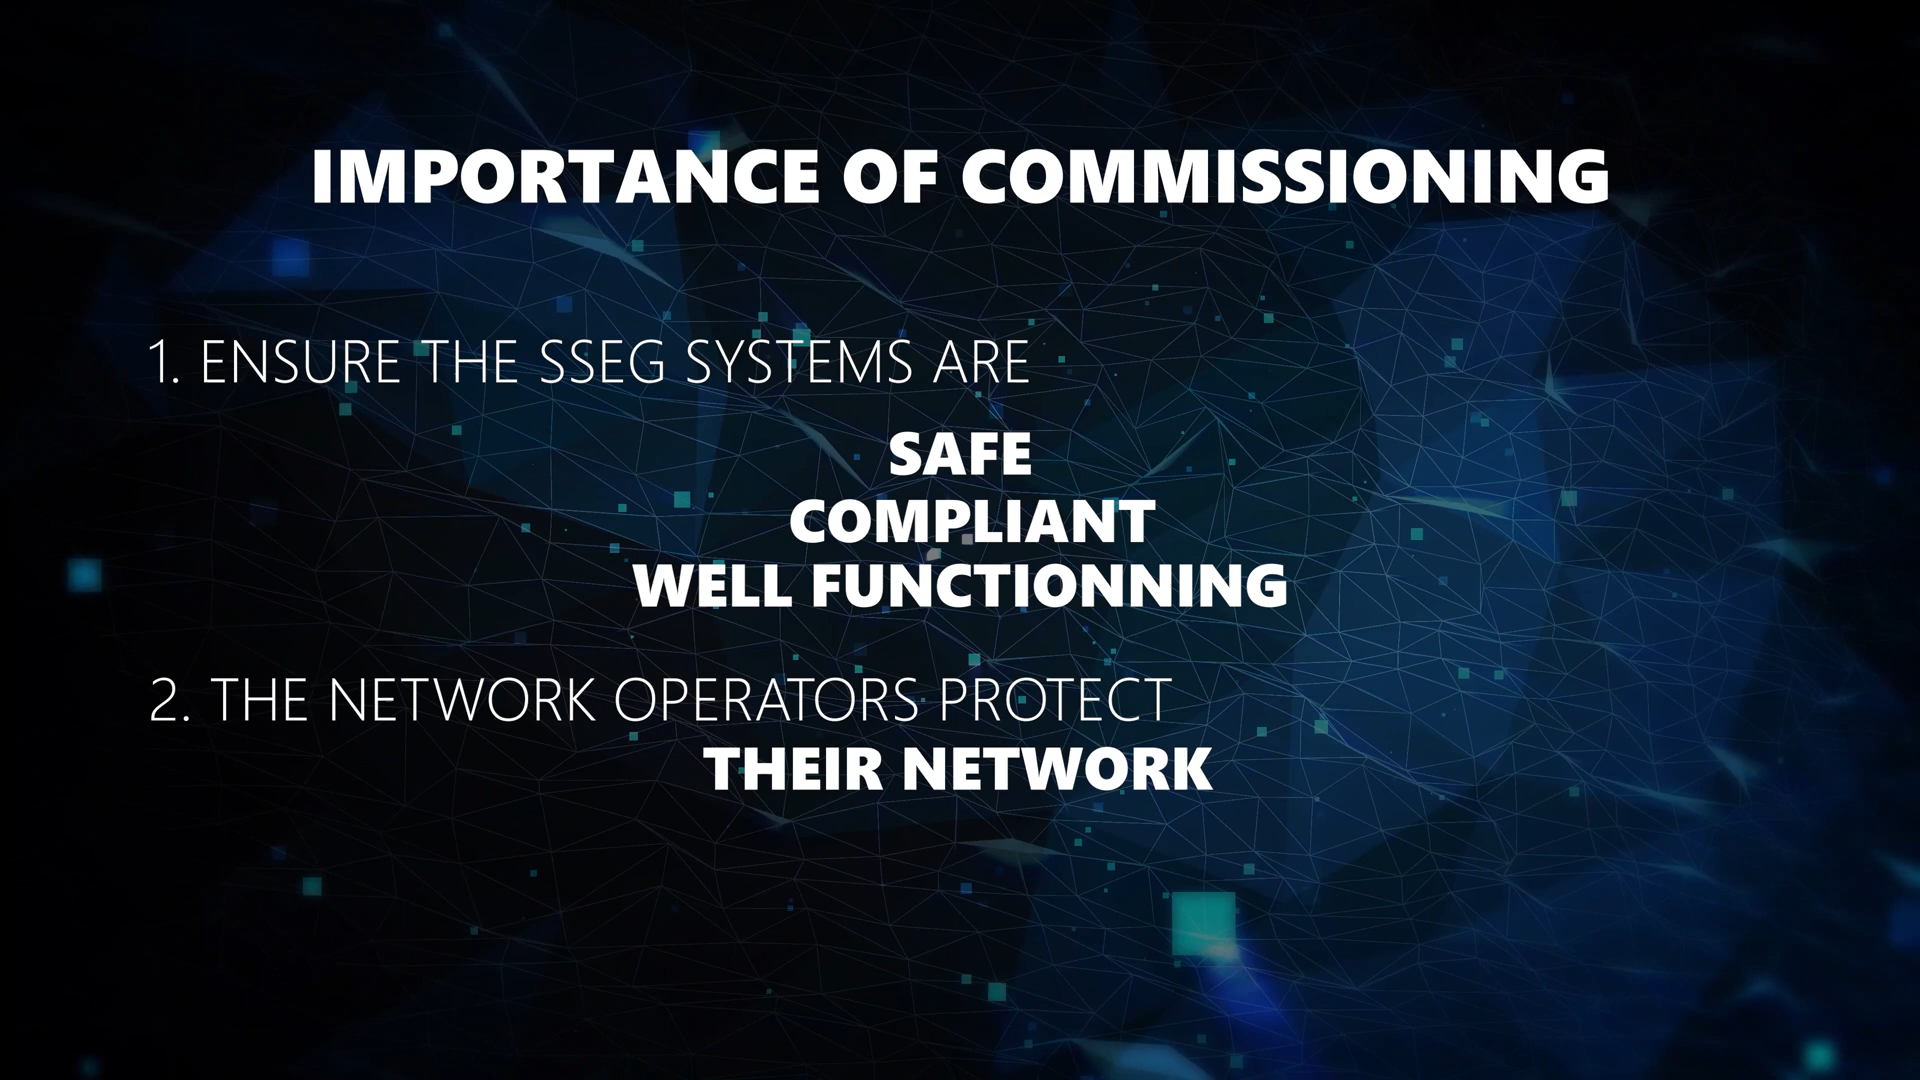 IMPORTANCE OF COMMISSIONING
1. ENSURE THE SSEG SYSTEMS ARE
SAFE
COMPLIANT
WELL FUNCTIONNING
2. THE NETWORK OPERATORS PROTECT
THEIR NETWORK